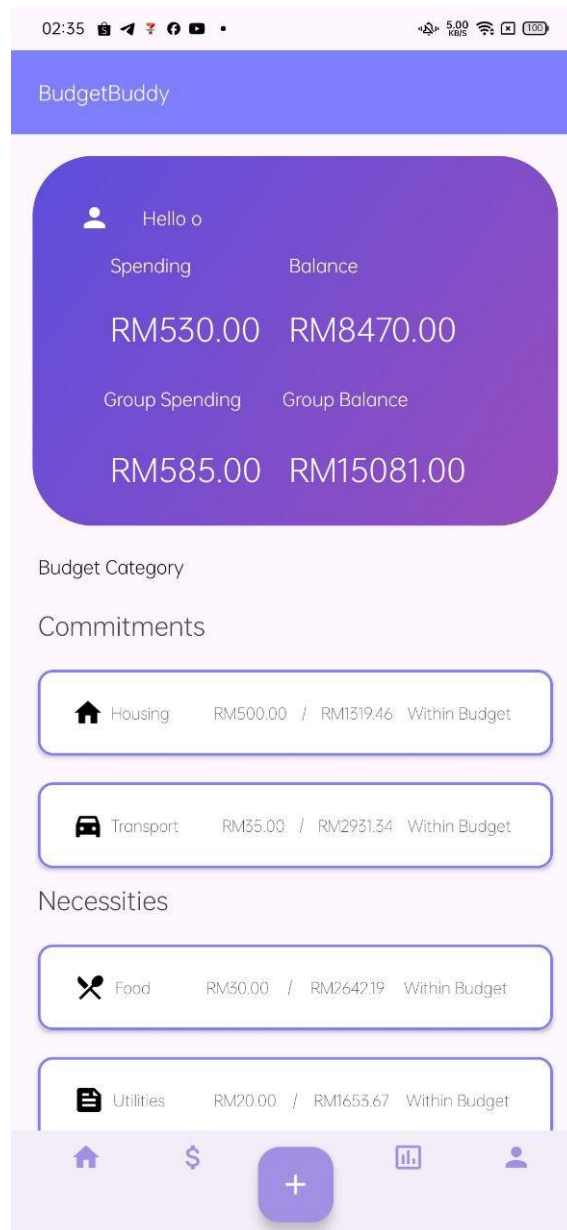 02:35 5.00 KB/S 100
BudgetBuddy
Hello o
Spending Balance
RM530.00 RM8470.00
Group Spending Group Balance
RM585.00 RM15081.00
Budget Category
Commitments
Housing RM500.00 / RM1319.46 Within Budget
Transport RM35.00 / RM2931.34 Within Budget
Necessities
Food RM30.00 / RM2642.19 Within Budget
Utilities RM20.00 / RM1653.67 Within Budget